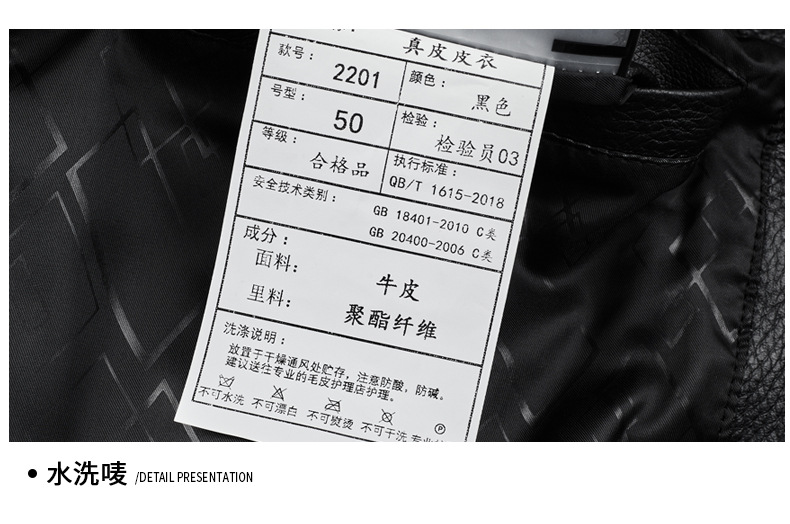 真皮皮衣
款号：
2201
颜色：
黑色
号型：
50
检验：
检验员03
等级：
合格品
执行标准：
QB/T 1615-2018
安全技术类别：
GB 18401-2010 C类
GB 20400-2006 C类
成分：
面料：
牛皮
里料：
聚酯纤维
洗涤说明：
放置于干燥通风处贮存，注意防酸，防碱。
建议送往专业的毛皮护理店护理。
不可水洗 不可漂白 不可熨烫 不可干洗 专业
P
• 水洗唛 /DETAIL PRESENTATION